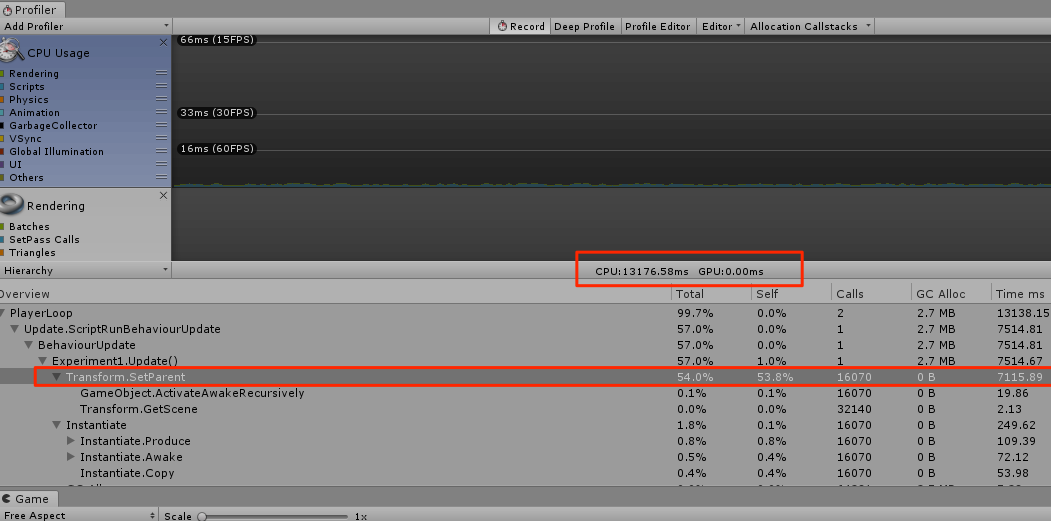 Profiler
Add Profiler Record Deep Profile Profile Editor Editor Allocation Callstacks
CPU Usage
Rendering
Scripts
Physics
Animation
GarbageCollector
VSync
Global Illumination
UI
Others
66ms (15FPS)
33ms (30FPS)
16ms (60FPS)
Rendering
Batches
SetPass Calls
Triangles
Hierarchy CPU:13176.58ms GPU:0.00ms
Overview Total Self Calls GC Alloc Time ms
PlayerLoop 99.7% 0.0% 2 2.7 MB 13138.15
Update.ScriptRunBehaviourUpdate 57.0% 0.0% 1 2.7 MB 7514.81
BehaviourUpdate 57.0% 0.0% 1 2.7 MB 7514.81
Experiment1.Update() 57.0% 1.0% 1 2.7 MB 7514.67
Transform.SetParent 54.0% 53.8% 16070 0 B 7115.89
GameObject.ActivateAwakeRecursively 0.1% 0.1% 16070 0 B 19.86
Transform.GetScene 0.0% 0.0% 32140 0 B 2.13
Instantiate 1.8% 0.1% 16070 0 B 249.62
Instantiate.Produce 0.8% 0.8% 16070 0 B 109.39
Instantiate.Awake 0.5% 0.4% 16070 0 B 72.12
Instantiate.Copy 0.4% 0.4% 16070 0 B 53.98
Game
Free Aspect Scale 1x